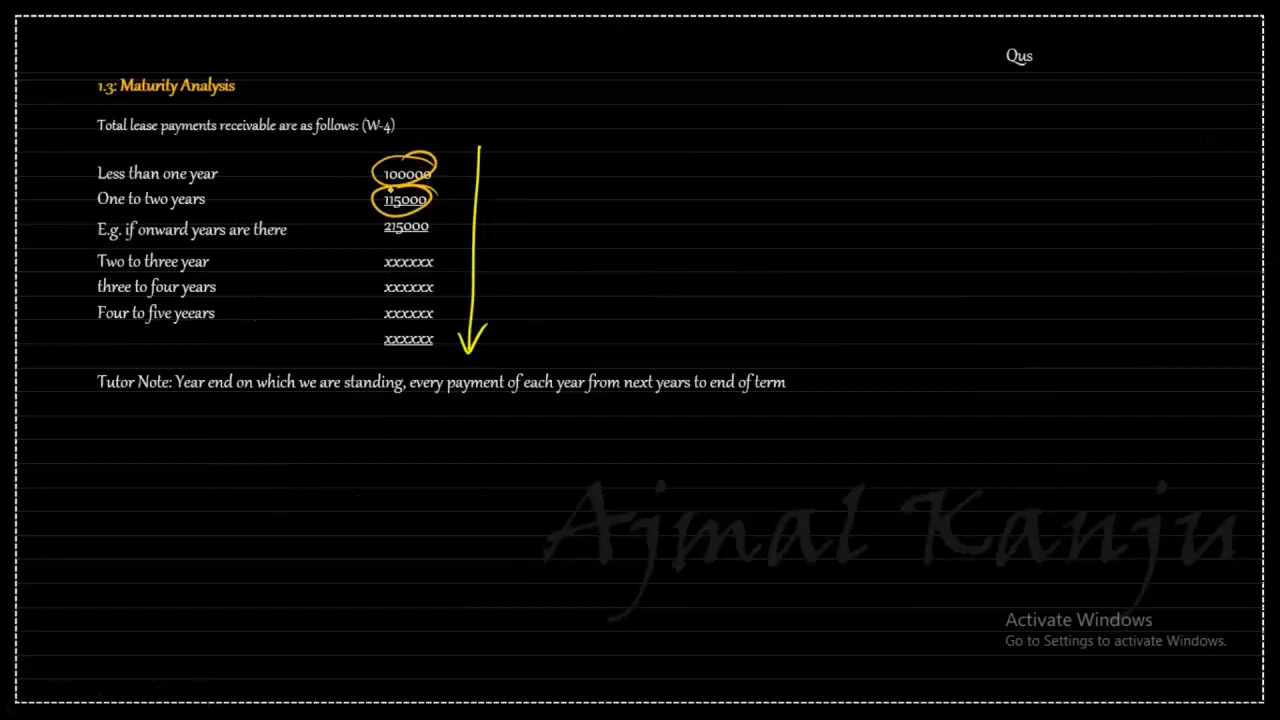 Qus
1.3: Maturity Analysis
Total lease payments receivable are as follows: (W-4)
Less than one year 100000
One to two years 115000
E.g. if onward years are there 215000
Two to three year xxxxxx
three to four years xxxxxx
Four to five yeears xxxxxx
xxxxxx
Tutor Note: Year end on which we are standing, every payment of each year from next years to end of term
Ajmal Kanju
Activate Windows
Go to Settings to activate Windows.